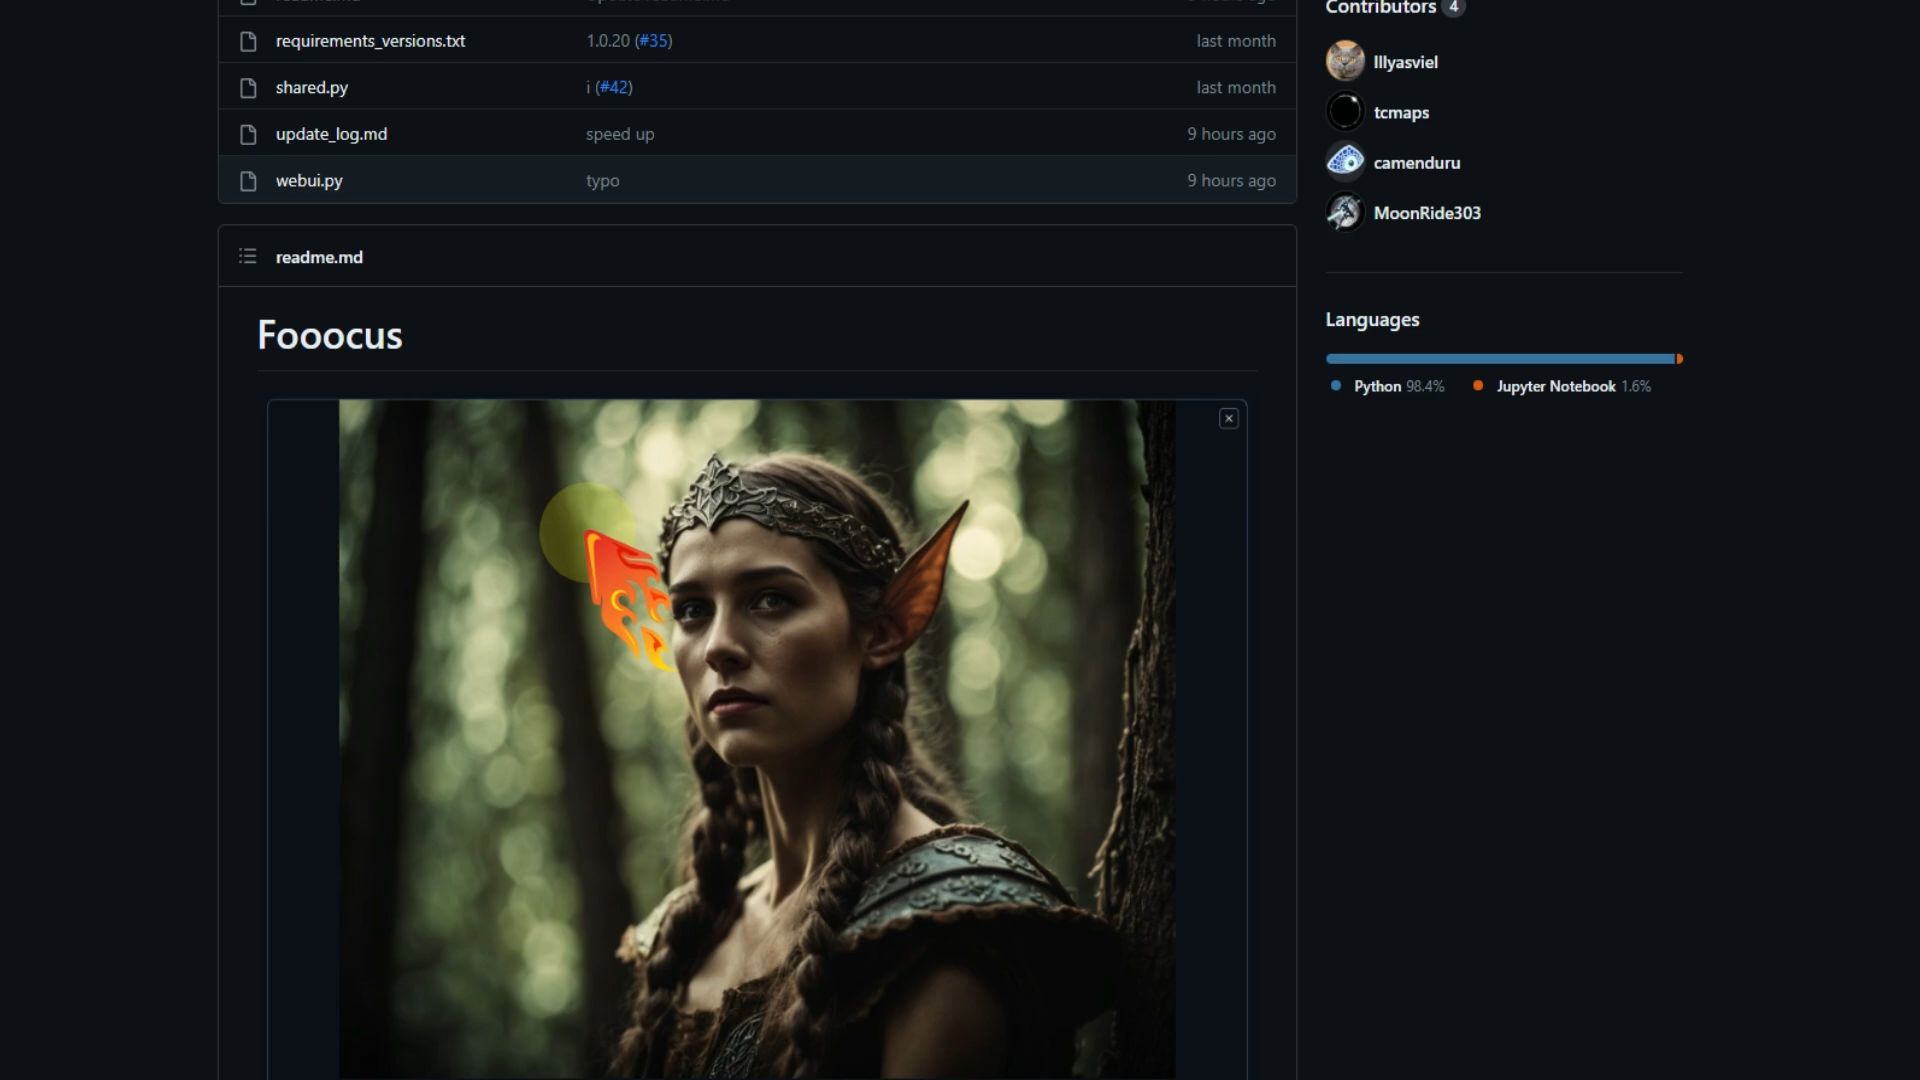 Contributors 4
requirements_versions.txt 1.0.20 (#35) last month
lllyasviel
shared.py i (#42) last month
tcmaps
update_log.md speed up 9 hours ago
camenduru
webui.py typo 9 hours ago
MoonRide303
readme.md
Languages
Fooocus
Python 98.4% Jupyter Notebook 1.6%